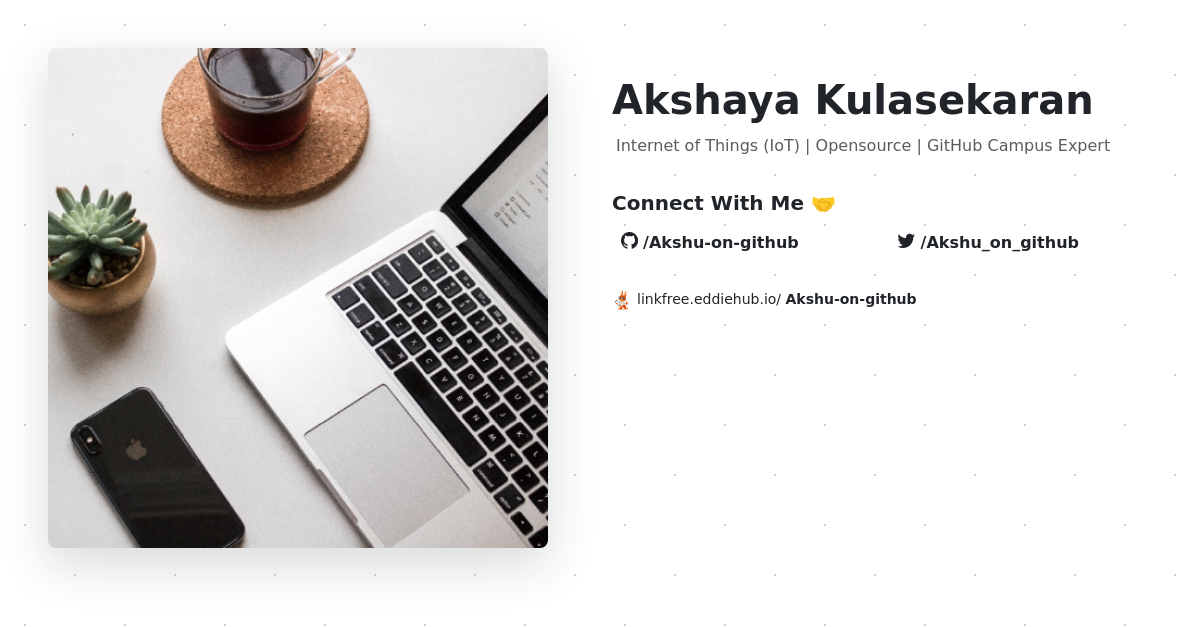 Akshaya Kulasekaran
Internet of Things (IoT) | Opensource | GitHub Campus Expert
Connect With Me 🤝
/Akshu-on-github
/Akshu_on_github
linkfree.eddiehub.io/ Akshu-on-github